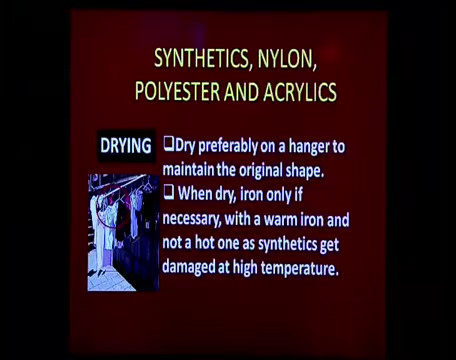 SYNTHETICS, NYLON,
POLYESTER AND ACRYLICS
DRYING
❑Dry preferably on a hanger to
maintain the original shape.
❑ When dry, iron only if
necessary, with a warm iron and
not a hot one as synthetics get
damaged at high temperature.